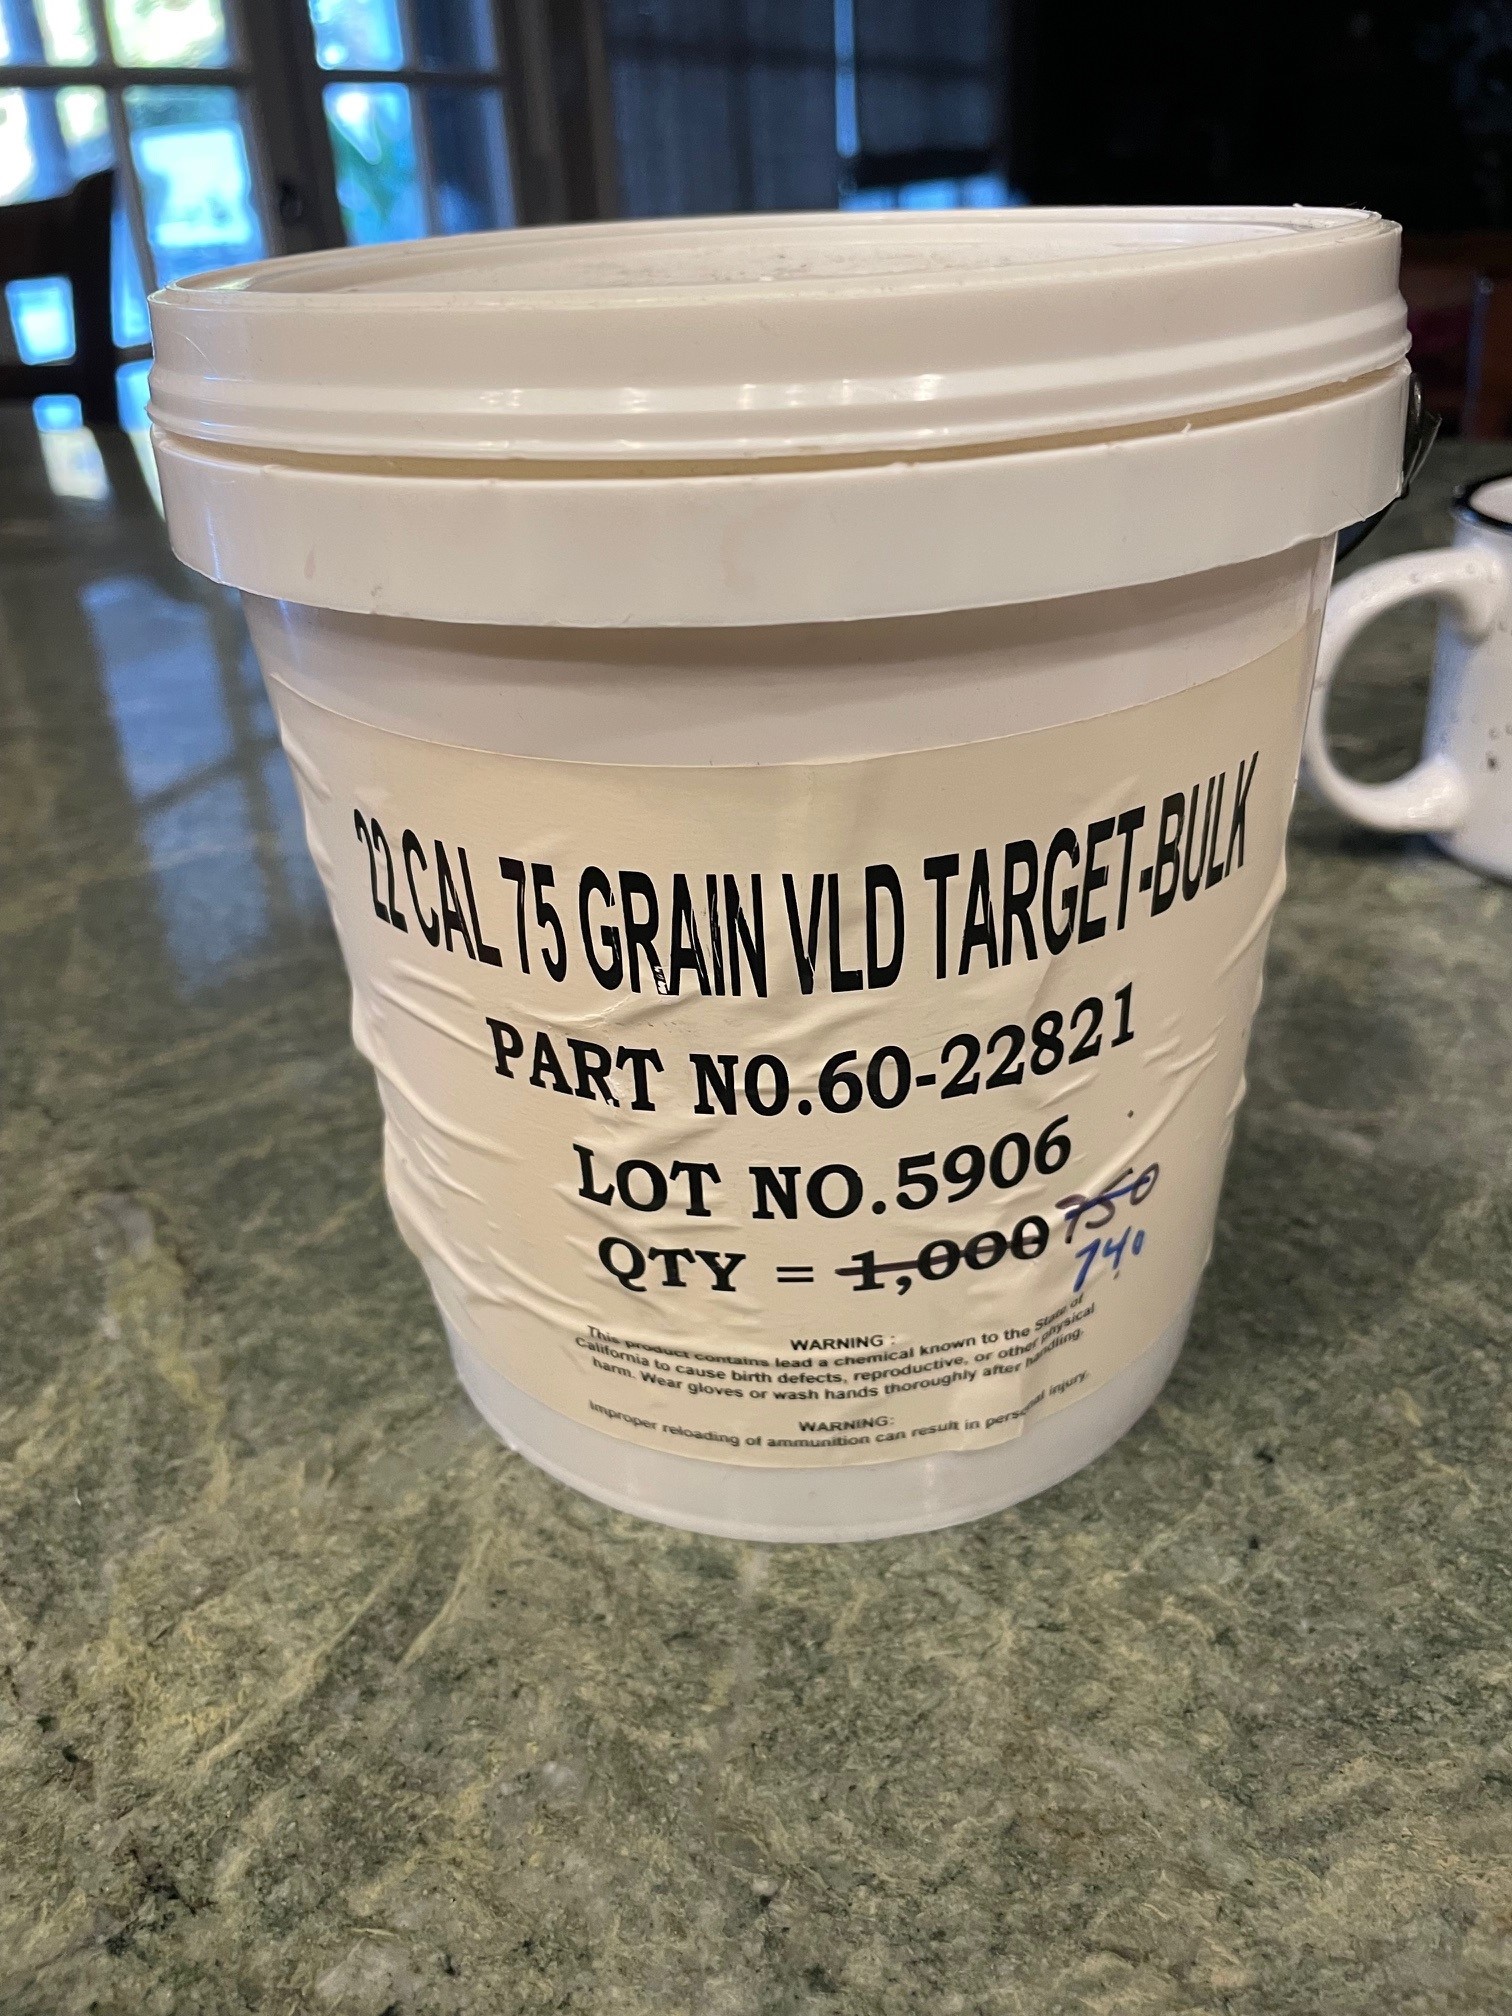 22 CAL 75 GRAIN VLD TARGET-BULK
PART NO.60-22821
LOT NO.5906
QTY = 1,000 750
740
WARNING :
This product contains lead a chemical known to the State of
California to cause birth defects, reproductive, or other physical
harm. Wear gloves or wash hands thoroughly after handling.
WARNING:
Improper reloading of ammunition can result in personal injury.